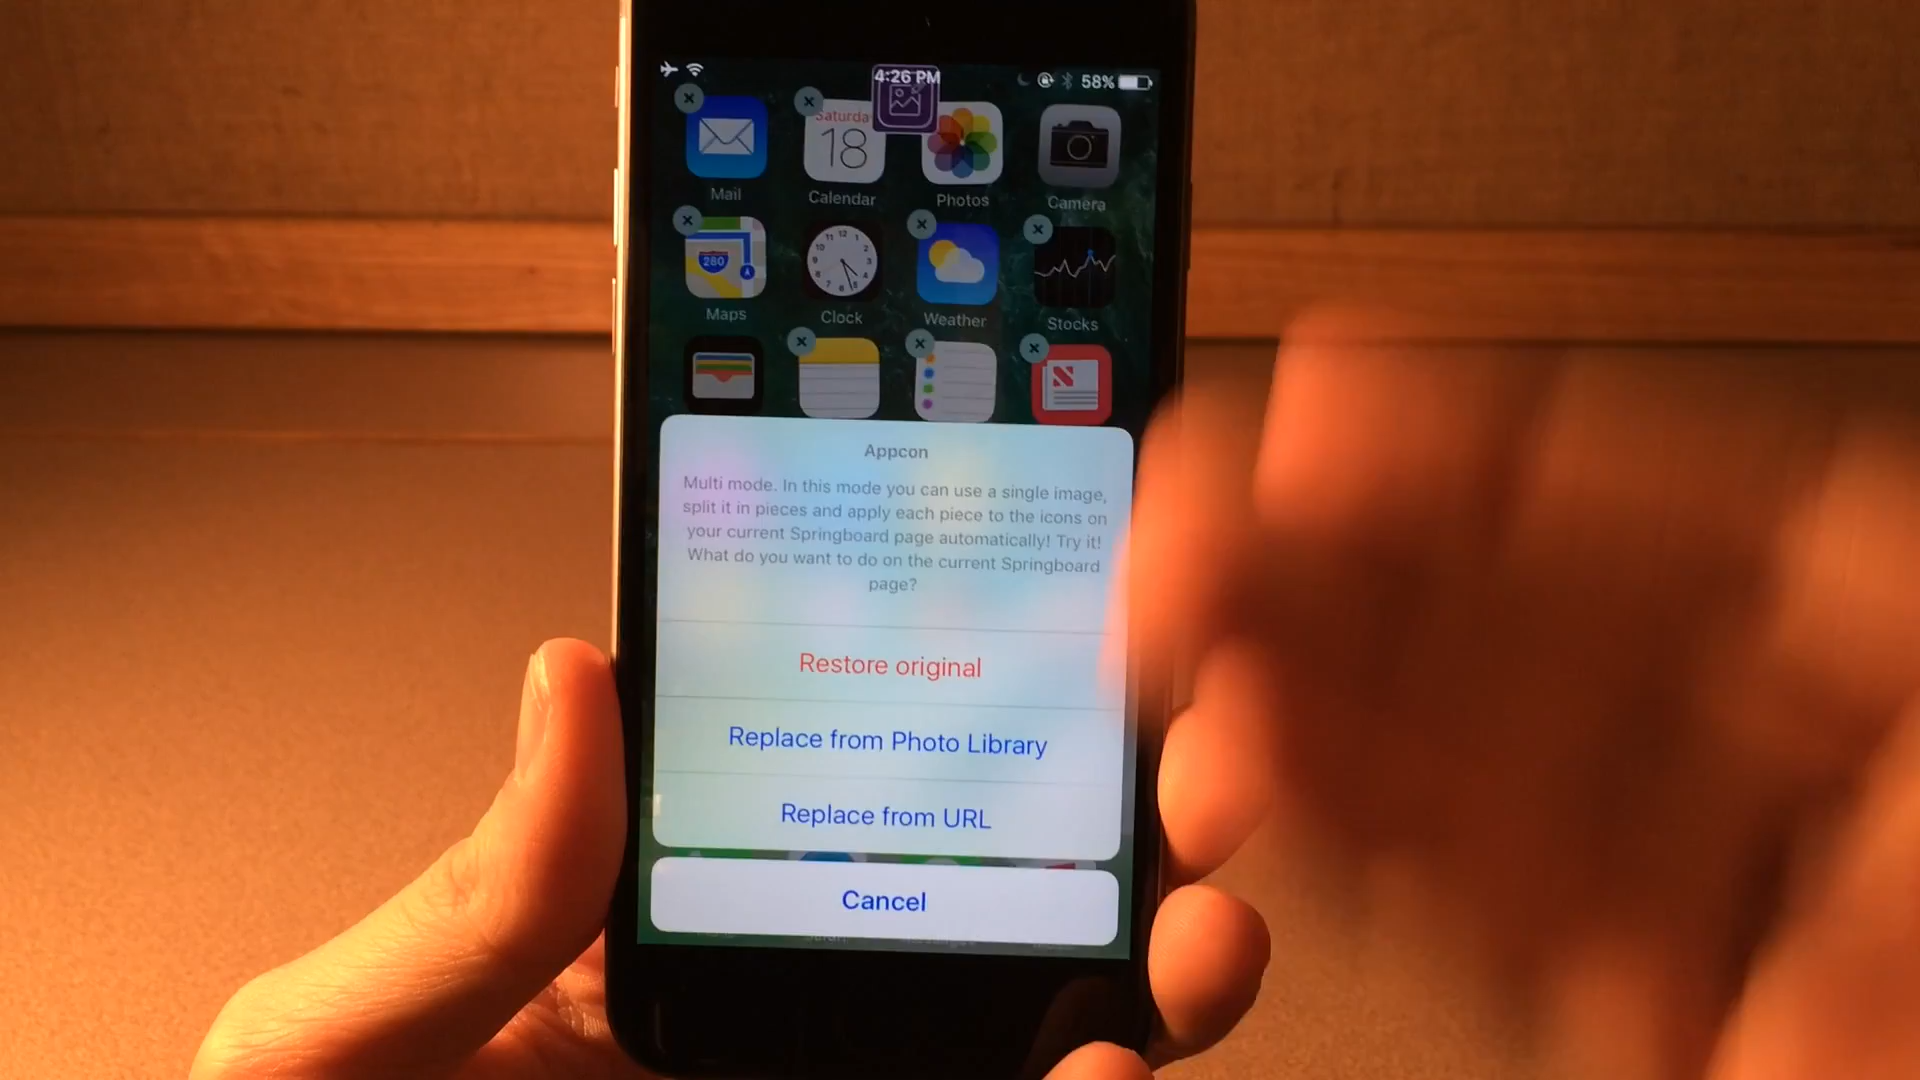 4:26 PM
58%
Saturda
18
Mail
Calendar
Photos
Camera
280
Maps
Clock
Weather
Stocks
Appcon
Multi mode. In this mode you can use a single image,
split it in pieces and apply each piece to the icons on
your current Springboard page automatically! Try it!
What do you want to do on the current Springboard
page?
Restore original
Replace from Photo Library
Replace from URL
Cancel